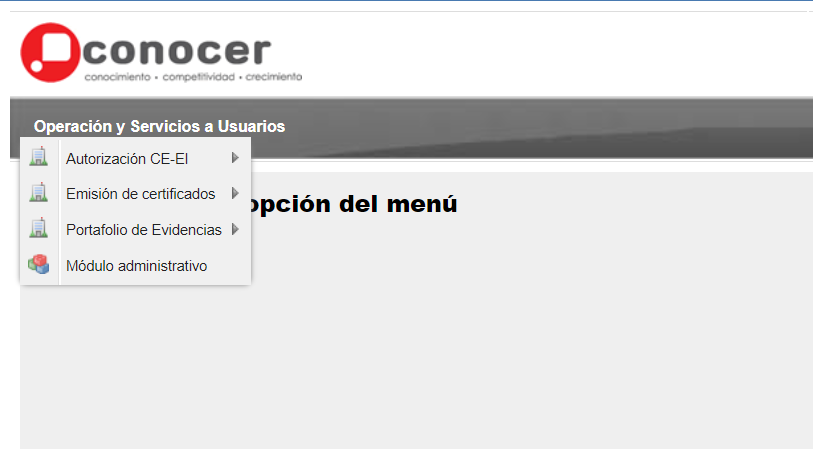 conocer
conocimiento • competitividad • crecimiento
Operación y Servicios a Usuarios
Autorización CE-EI
Emisión de certificados
opción del menú
Portafolio de Evidencias
Módulo administrativo